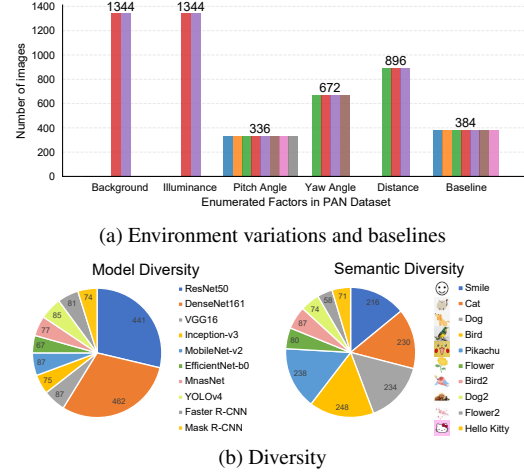 1400
1344
1344
1200
1000
896
800
672
600
400
336
384
200
0
Number of images
Background Illuminance Pitch Angle Yaw Angle Distance Baseline
Enumerated Factors in PAN Dataset
(a) Environment variations and baselines
Model Diversity
441
462
87
75
87
87
77
85
81
74
ResNet50
DenseNet161
VGG16
Inception-v3
MobileNet-v2
EfficientNet-b0
MnasNet
YOLOv4
Faster R-CNN
Mask R-CNN
Semantic Diversity
216
230
234
248
238
80
87
74
58
71
Smile
Cat
Dog
Bird
Pikachu
Flower
Bird2
Dog2
Flower2
Hello Kitty
(b) Diversity